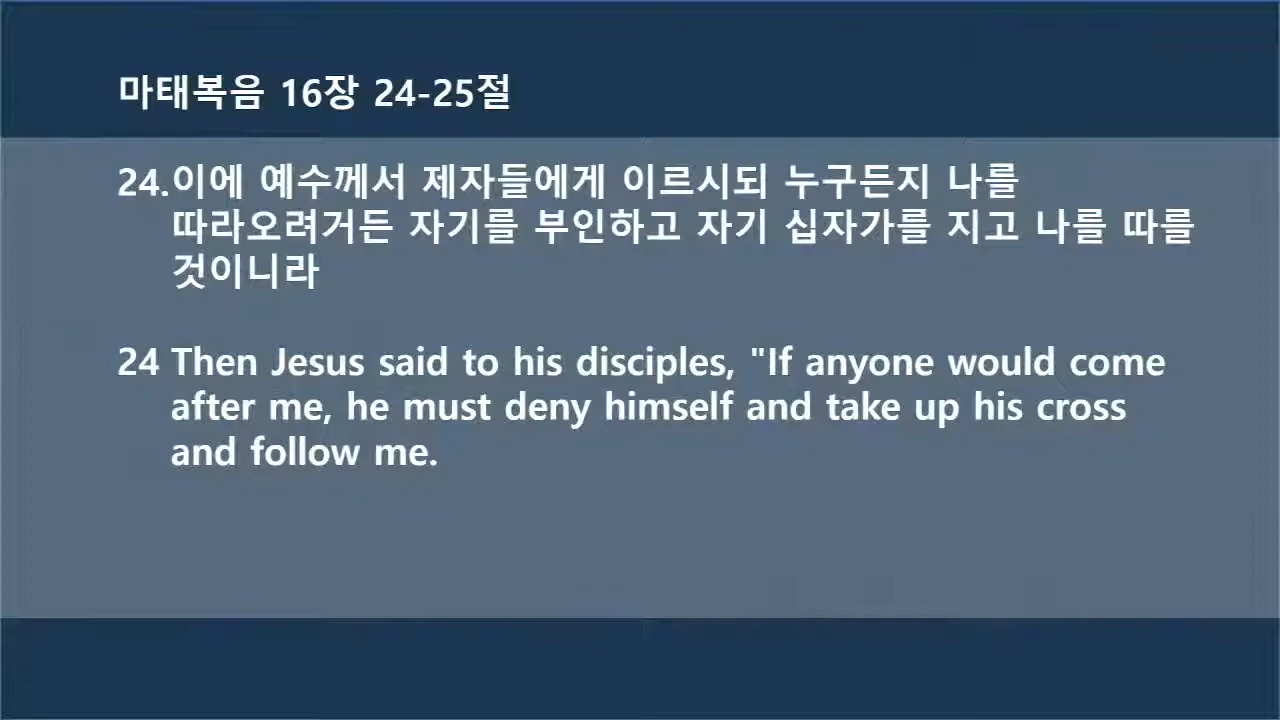 마태복음 16장 24-25절
24.이에 예수께서 제자들에게 이르시되 누구든지 나를
따라오려거든 자기를 부인하고 자기 십자가를 지고 나를 따를
것이니라
24 Then Jesus said to his disciples, "If anyone would come
after me, he must deny himself and take up his cross
and follow me.